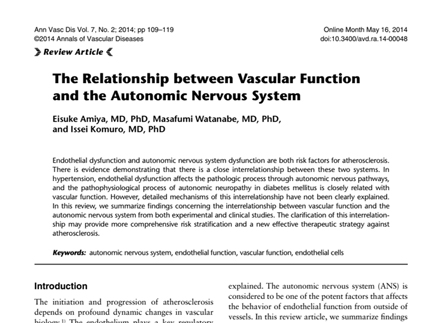 Ann Vasc Dis Vol. 7, No. 2; 2014; pp 109–119
Online Month May 16, 2014
©2014 Annals of Vascular Diseases
doi:10.3400/avd.ra.14-00048
Review Article
The Relationship between Vascular Function
and the Autonomic Nervous System
Eisuke Amiya, MD, PhD, Masafumi Watanabe, MD, PhD,
and Issei Komuro, MD, PhD
Endothelial dysfunction and autonomic nervous system dysfunction are both risk factors for atherosclerosis.
There is evidence demonstrating that there is a close interrelationship between these two systems. In
hypertension, endothelial dysfunction affects the pathologic process through autonomic nervous pathways,
and the pathophysiological process of autonomic neuropathy in diabetes mellitus is closely related with
vascular function. However, detailed mechanisms of this interrelationship have not been clearly explained.
In this review, we summarize findings concerning the interrelationship between vascular function and the
autonomic nervous system from both experimental and clinical studies. The clarification of this interrelation-
ship may provide more comprehensive risk stratification and a new effective therapeutic strategy against
atherosclerosis.
Keywords: autonomic nervous system, endothelial function, vascular function, endothelial cells
Introduction
The initiation and progression of atherosclerosis
depends on profound dynamic changes in vascular
biology.1) The endothelium plays a key regulatory
explained. The autonomic nervous system (ANS) is
considered to be one of the potent factors that affects
the behavior of endothelial function from outside of
vessels. In this review article, we summarize findings